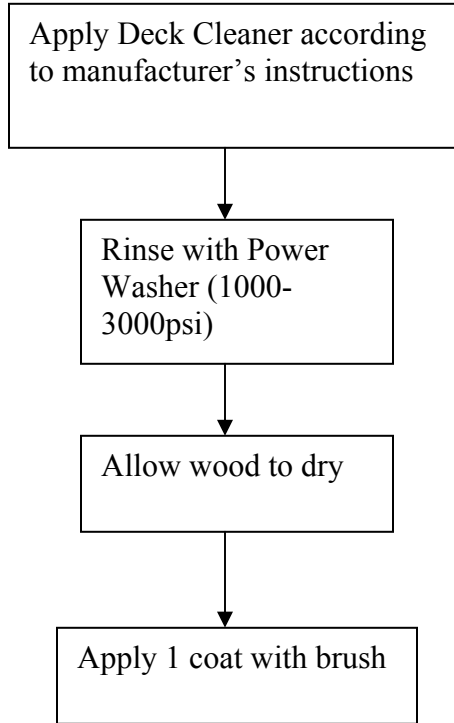 Apply Deck Cleaner according
to manufacturer’s instructions
Rinse with Power
Washer (1000-
3000psi)
Allow wood to dry
Apply 1 coat with brush